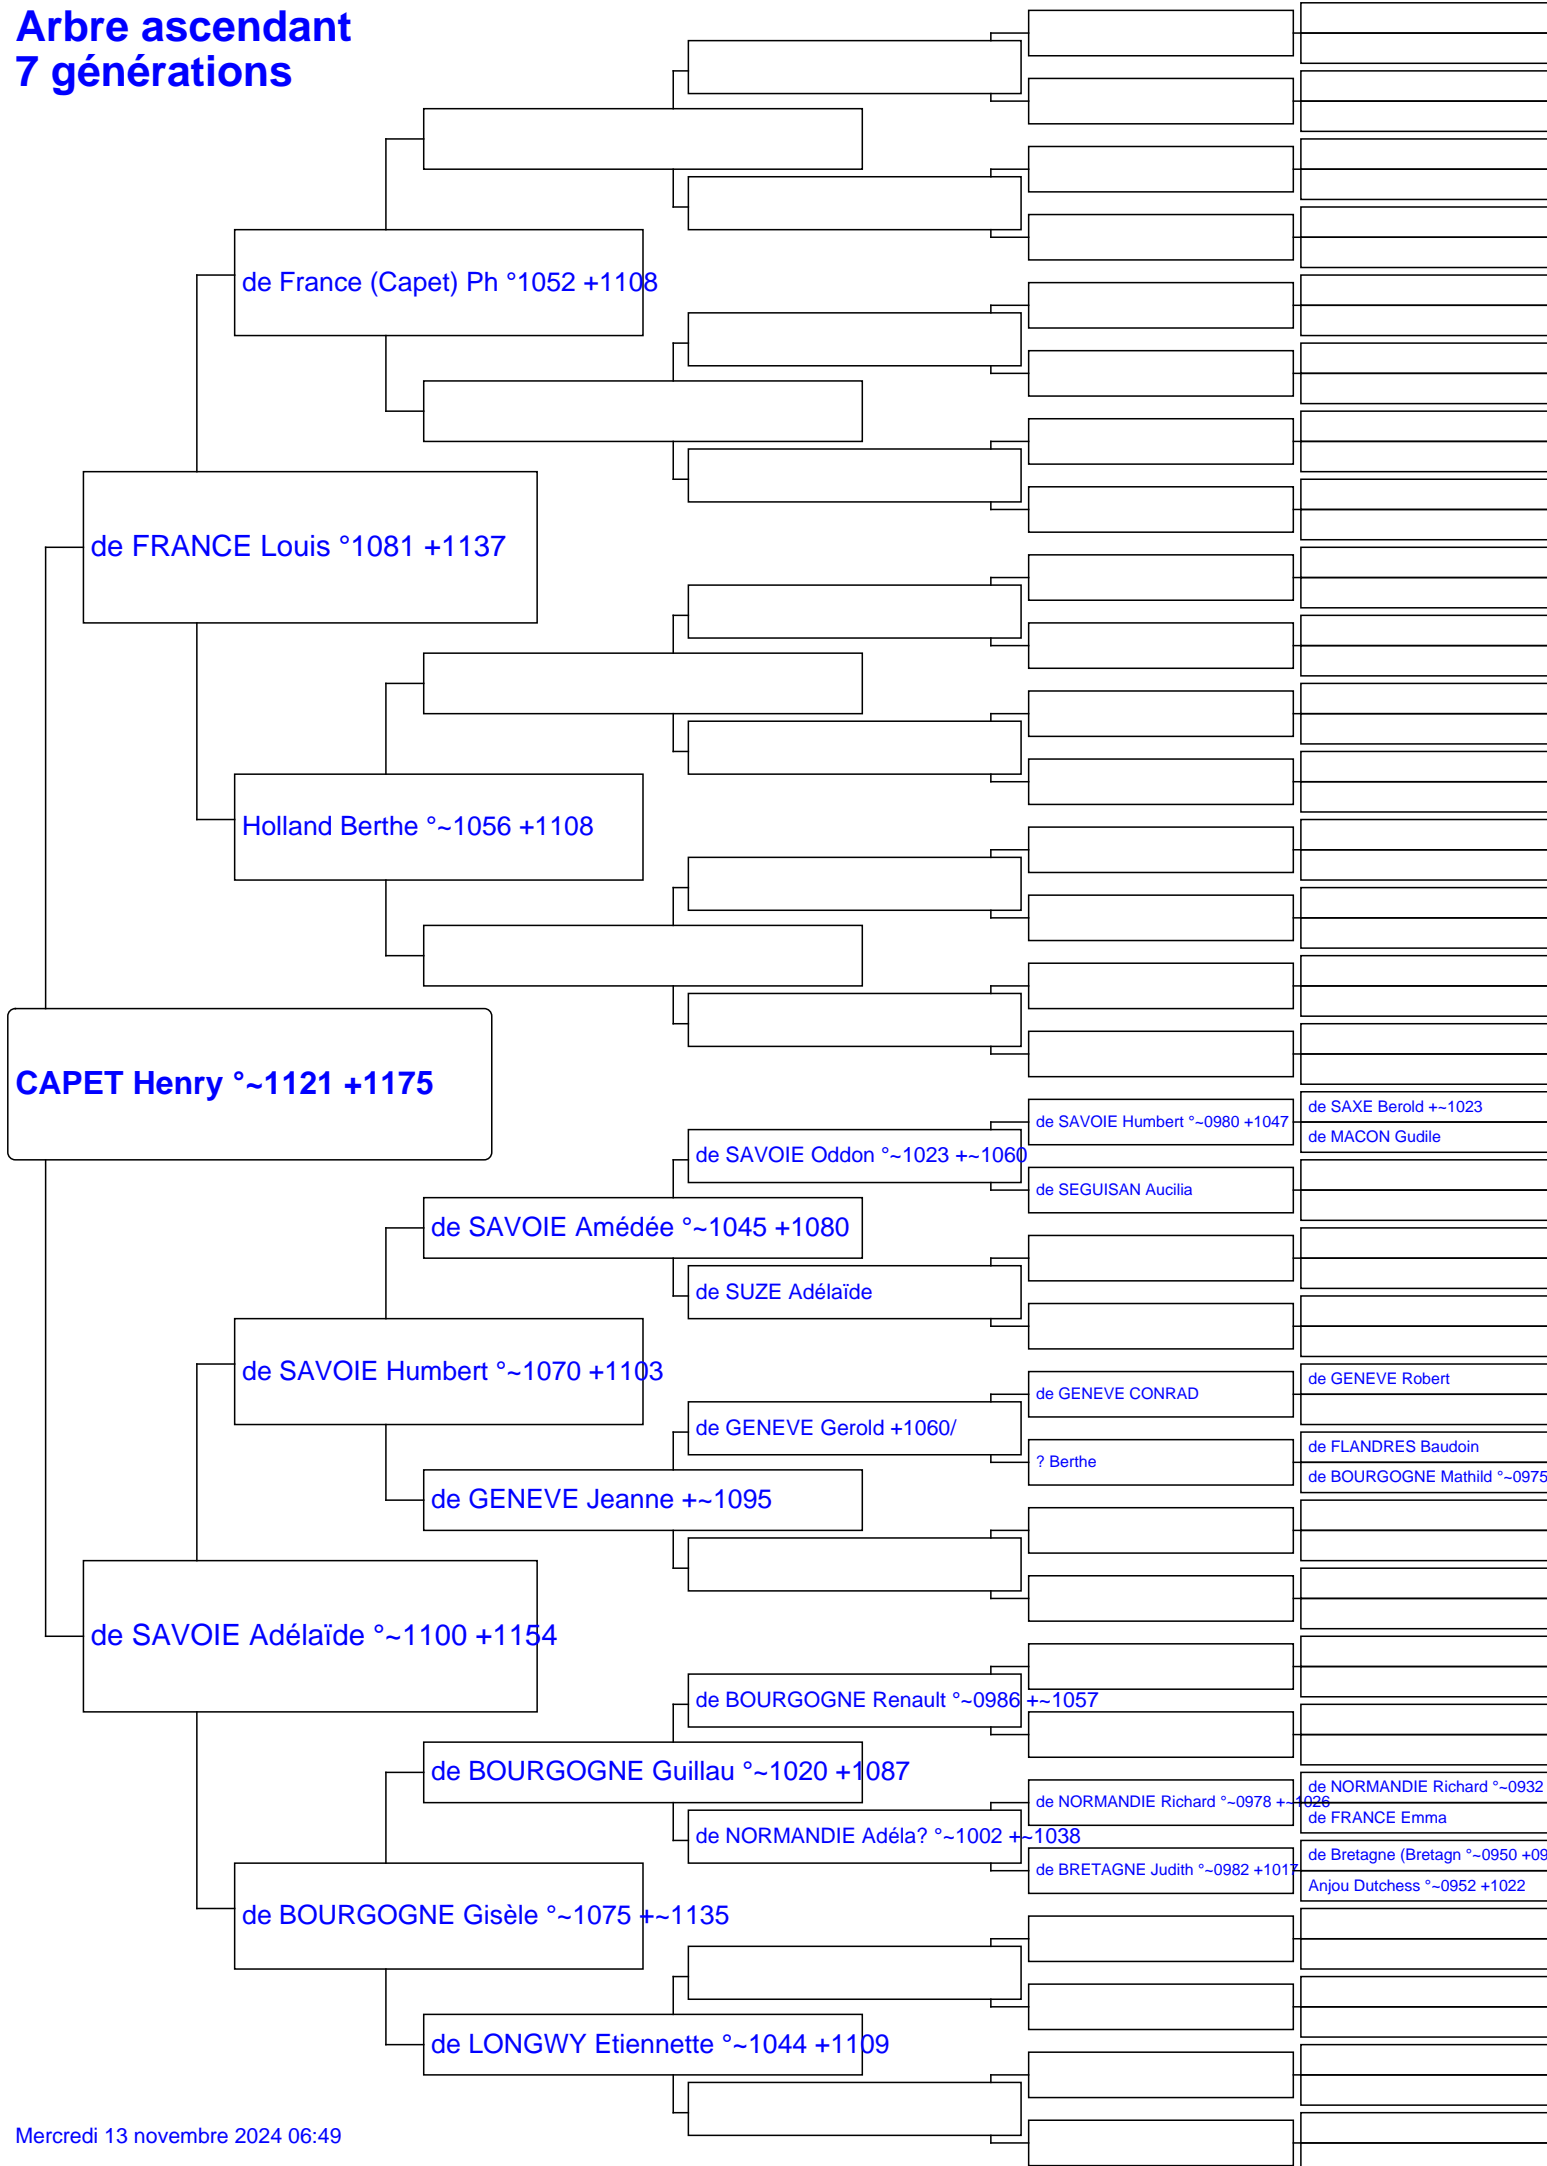 Arbre ascendant
7 générations
de France (Capet) Ph °1052 +1108
de FRANCE Louis °1081 +1137
Holland Berthe °~1056 +1108
CAPET Henry °~1121 +1175
de SAXE Berold +~1023
de SAVOIE Humbert °~0980 +1047
de MACON Gudile
de SAVOIE Oddon °~1023 +~1060
de SEGUISAN Aucilia
de SAVOIE Amédée °~1045 +1080
de SUZE Adélaïde
de SAVOIE Humbert °~1070 +1103
de GENEVE Robert
de GENEVE CONRAD
de GENEVE Gerold +1060/
de FLANDRES Baudoin
? Berthe
de BOURGOGNE Mathild °~0975
de GENEVE Jeanne +~1095
de SAVOIE Adélaïde °~1100 +1154
de BOURGOGNE Renault °~0986 +~1057
de BOURGOGNE Guillau °~1020 +1087
de NORMANDIE Richard °~0932
de NORMANDIE Richard °~0978 +~1026
de FRANCE Emma
de NORMANDIE Adéla? °~1002 +~1038
de Bretagne (Bretagn °~0950 +09
de BRETAGNE Judith °~0982 +1017
Anjou Dutchess °~0952 +1022
de BOURGOGNE Gisèle °~1075 +~1135
de LONGWY Etiennette °~1044 +1109
Mercredi 13 novembre 2024 06:49